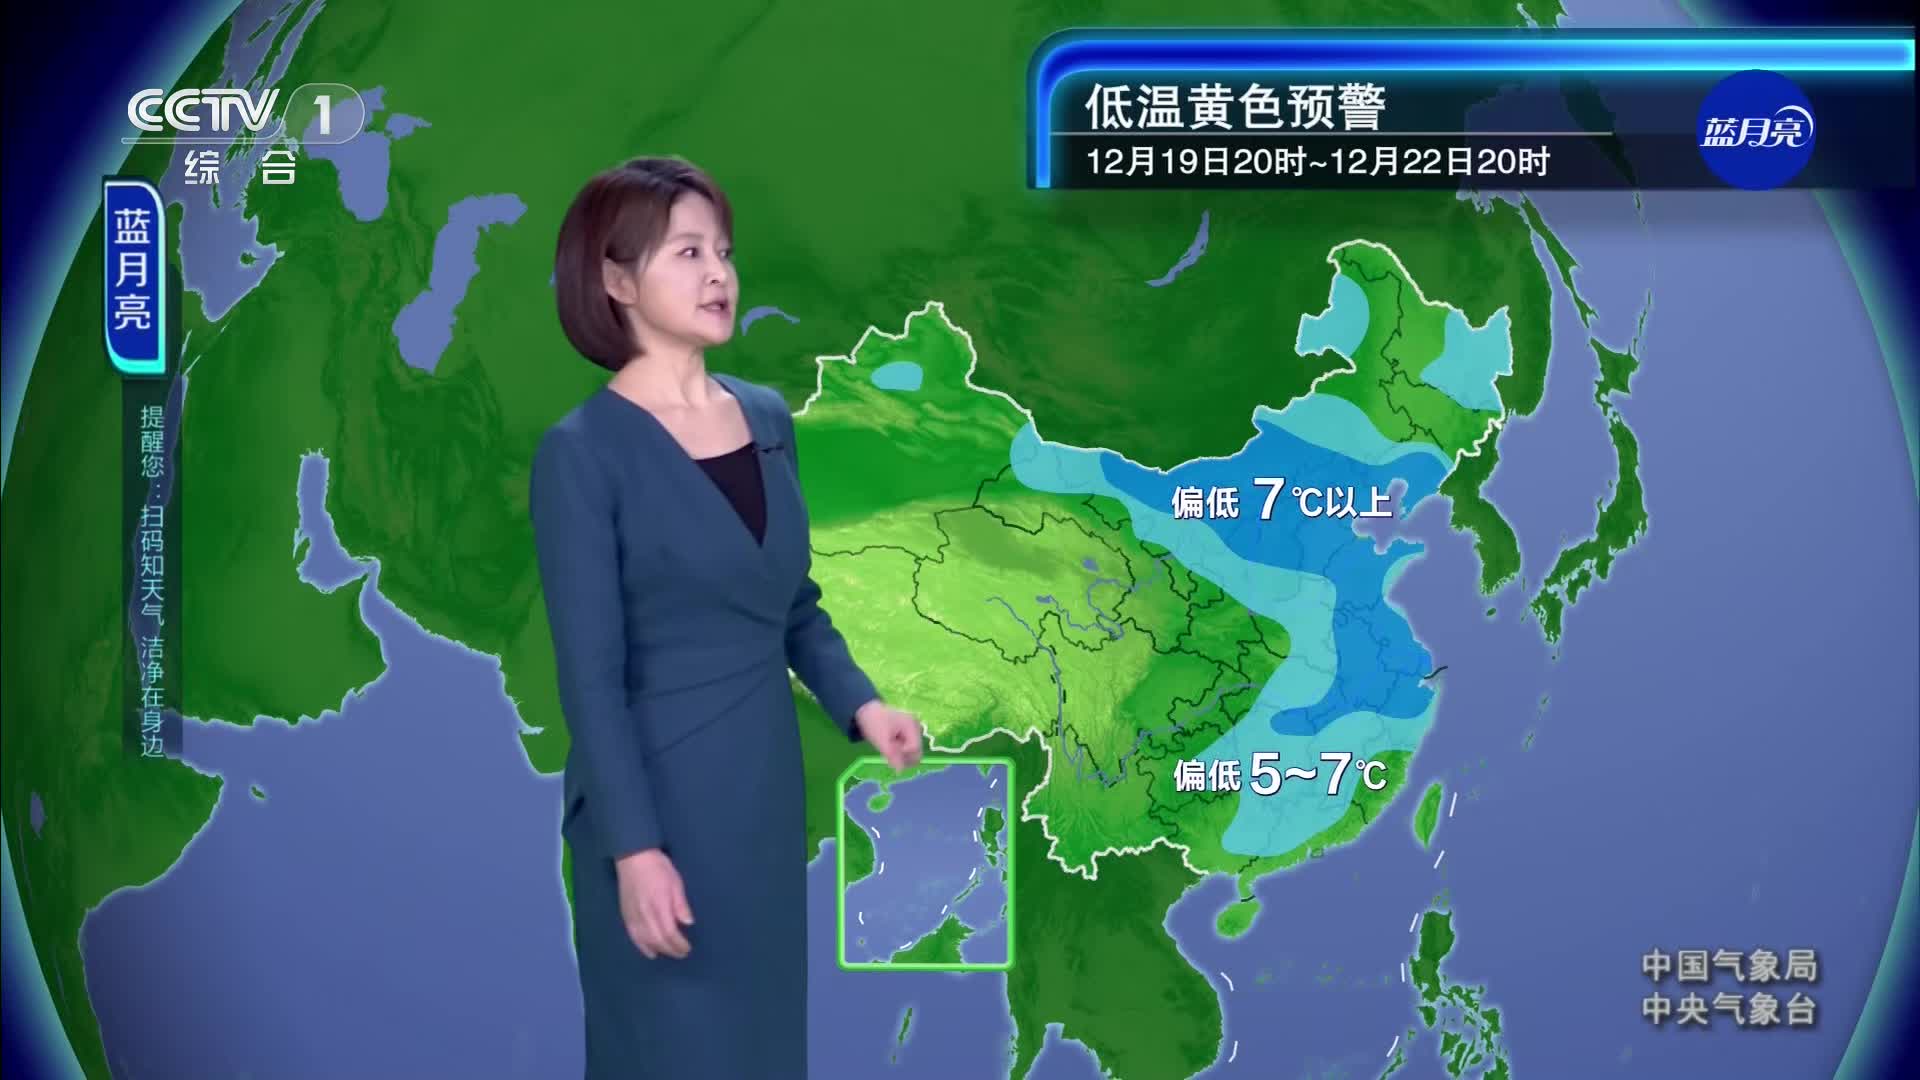 CCTV 1
综合
低温黄色预警
12月19日20时~12月22日20时
蓝月亮
蓝月亮
提醒您：扫码知天气 洁净在身边
偏低 7℃以上
偏低 5~7℃
中国气象局
中央气象台